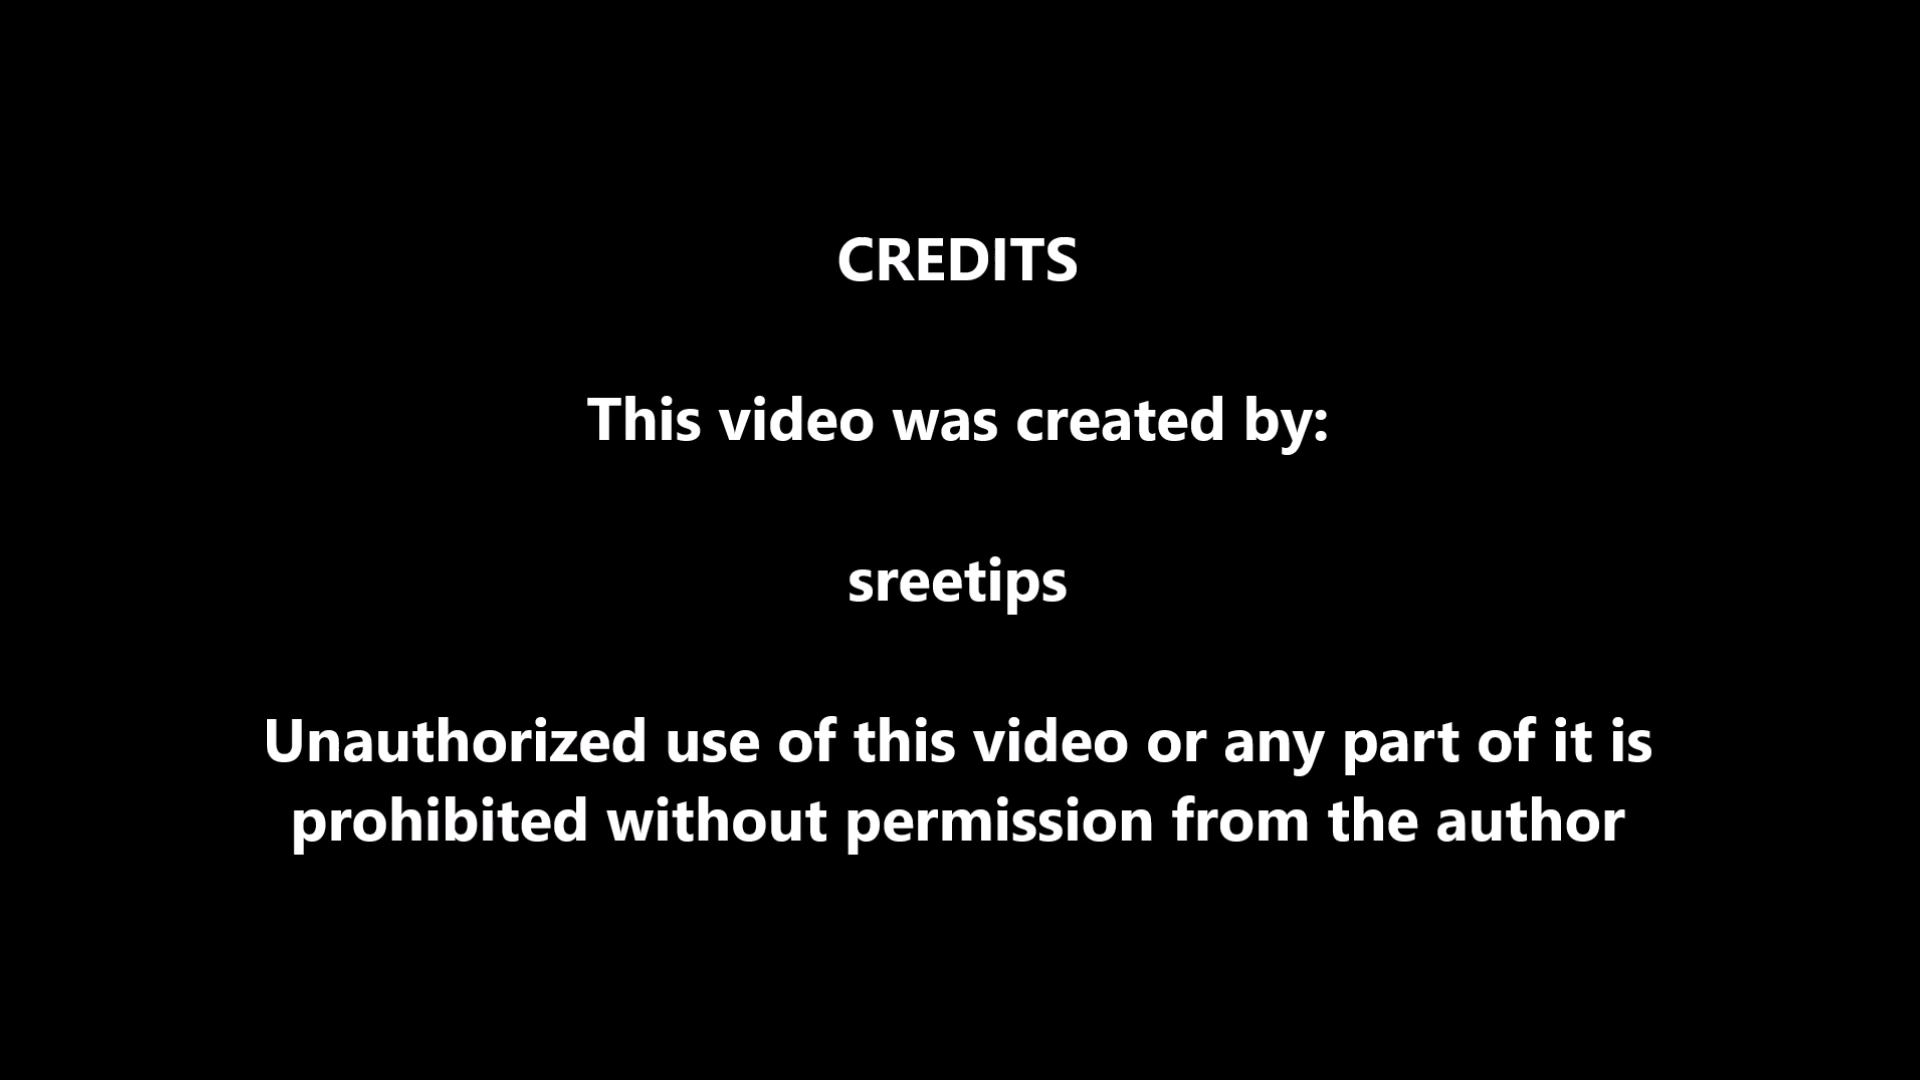 CREDITS
This video was created by:
sreetips
Unauthorized use of this video or any part of it is
prohibited without permission from the author